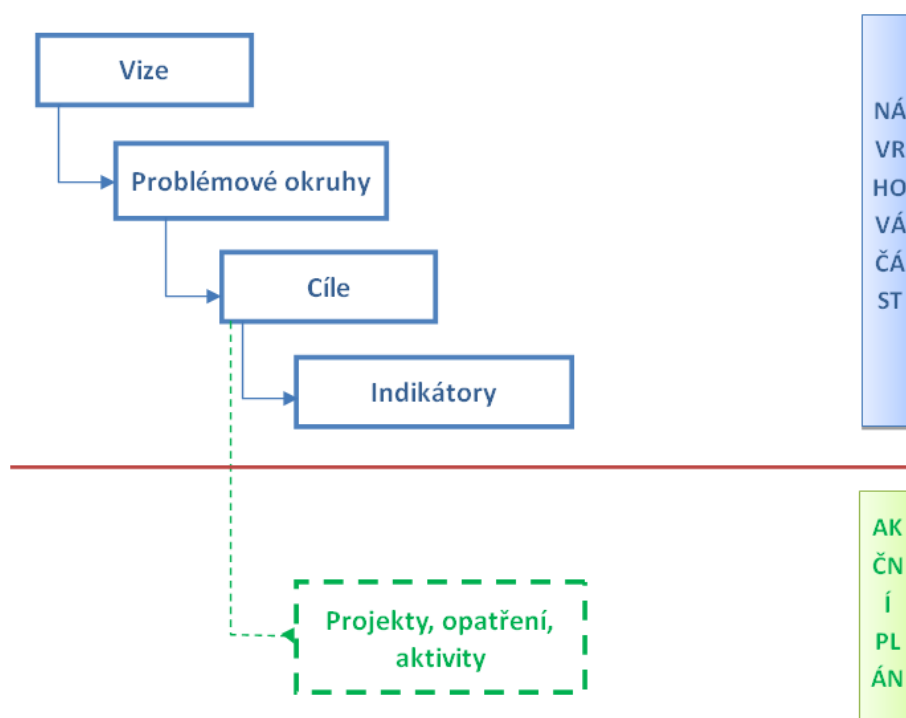 Vize
Problémové okruhy
Cíle
Indikátory
NÁ
VR
HO
VÁ
ČÁ
ST
Projekty, opatření,
aktivity
AK
ČN
Í
PL
ÁN